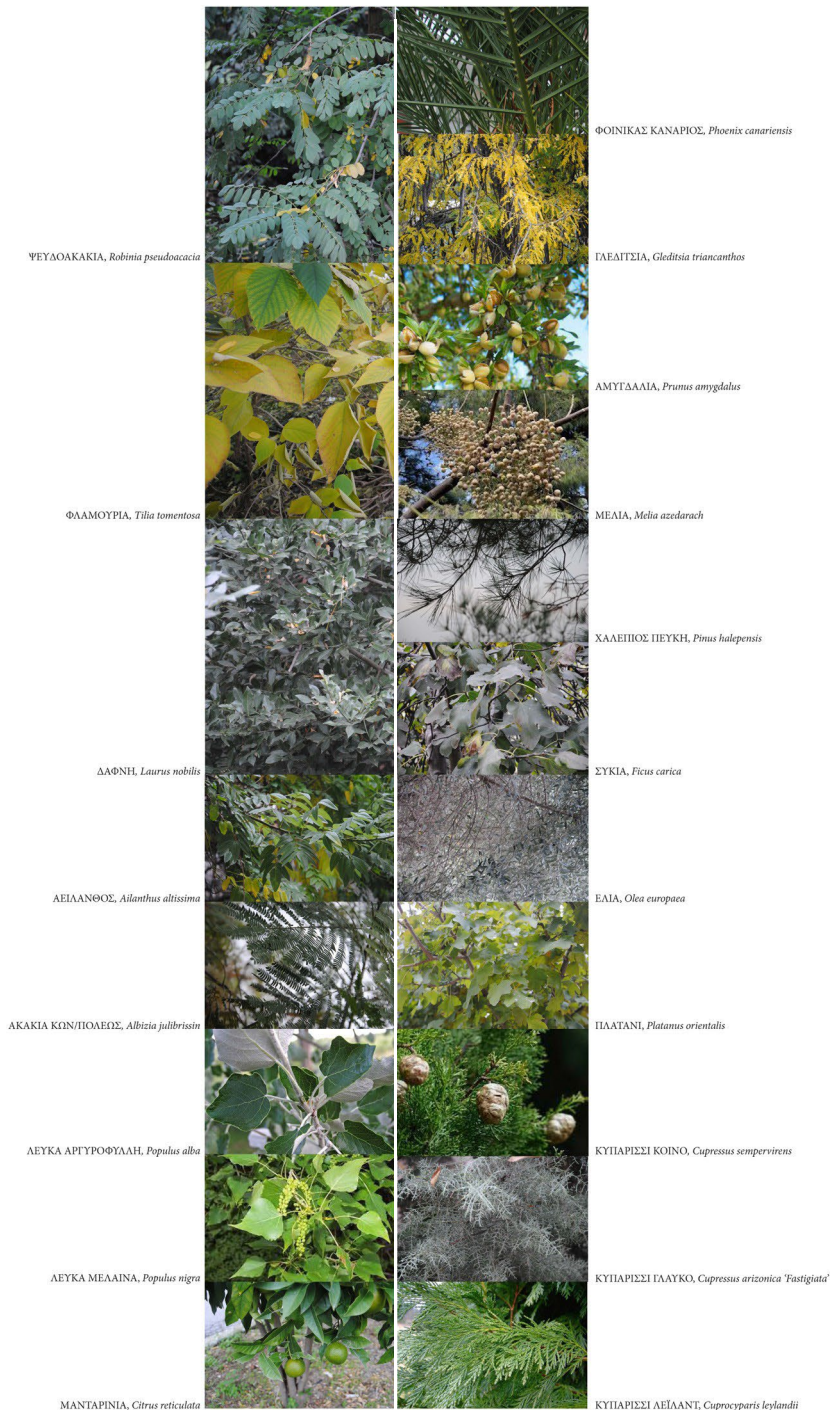 ΦΟΙΝΙΚΑΣ ΚΑΝΑΡΙΟΣ, Phoenix canariensis
ΨΕΥΔΟΑΚΑΚΙΑ, Robinia pseudoacacia
ΓΛΕΔΙΤΣΙΑ, Gleditsia triancanthos
ΑΜΥΓΔΑΛΙΑ, Prunus amygdalus
ΦΛΑΜΟΥΡΙΑ, Tilia tomentosa
ΜΕΛΙΑ, Melia azedarach
ΧΑΛΕΠΙΟΣ ΠΕΥΚΗ, Pinus halepensis
ΔΑΦΝΗ, Laurus nobilis
ΣΥΚΙΑ, Ficus carica
ΑΕΙΛΑΝΘΟΣ, Ailanthus altissima
ΕΛΙΑ, Olea europaea
ΑΚΑΚΙΑ ΚΩΝ/ΠΟΛΕΩΣ, Albizia julibrissin
ΠΛΑΤΑΝΙ, Platanus orientalis
ΛΕΥΚΑ ΑΡΓΥΡΟΦΥΛΛΗ, Populus alba
ΚΥΠΑΡΙΣΣΙ ΚΟΙΝΟ, Cupressus sempervirens
ΛΕΥΚΑ ΜΕΛΑΙΝΑ, Populus nigra
ΚΥΠΑΡΙΣΣΙ ΓΛΑΥΚΟ, Cupressus arizonica ‘Fastigiata’
ΜΑΝΤΑΡΙΝΙΑ, Citrus reticulata
ΚΥΠΑΡΙΣΣΙ ΛΕΪΛΑΝΤ, Cuprocyparis leylandii